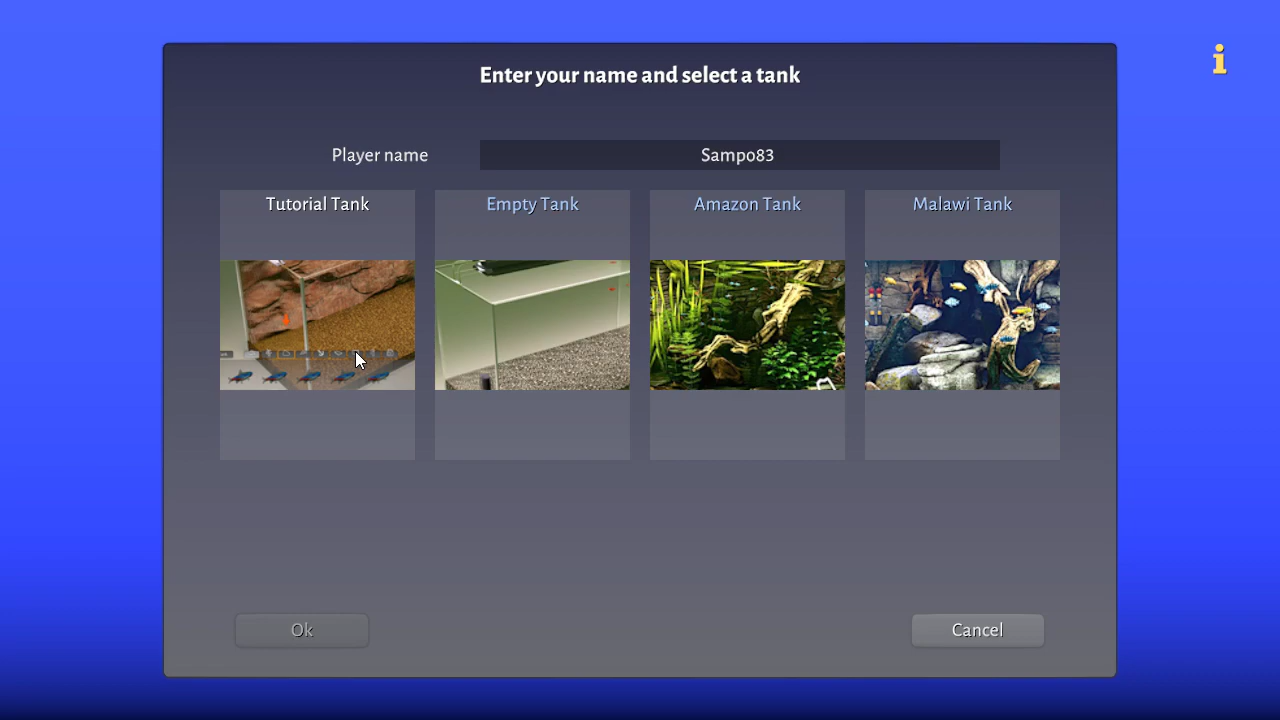 Enter your name and select a tank
Player name
Sampo83
Tutorial Tank
Empty Tank
Amazon Tank
Malawi Tank
Ok
Cancel